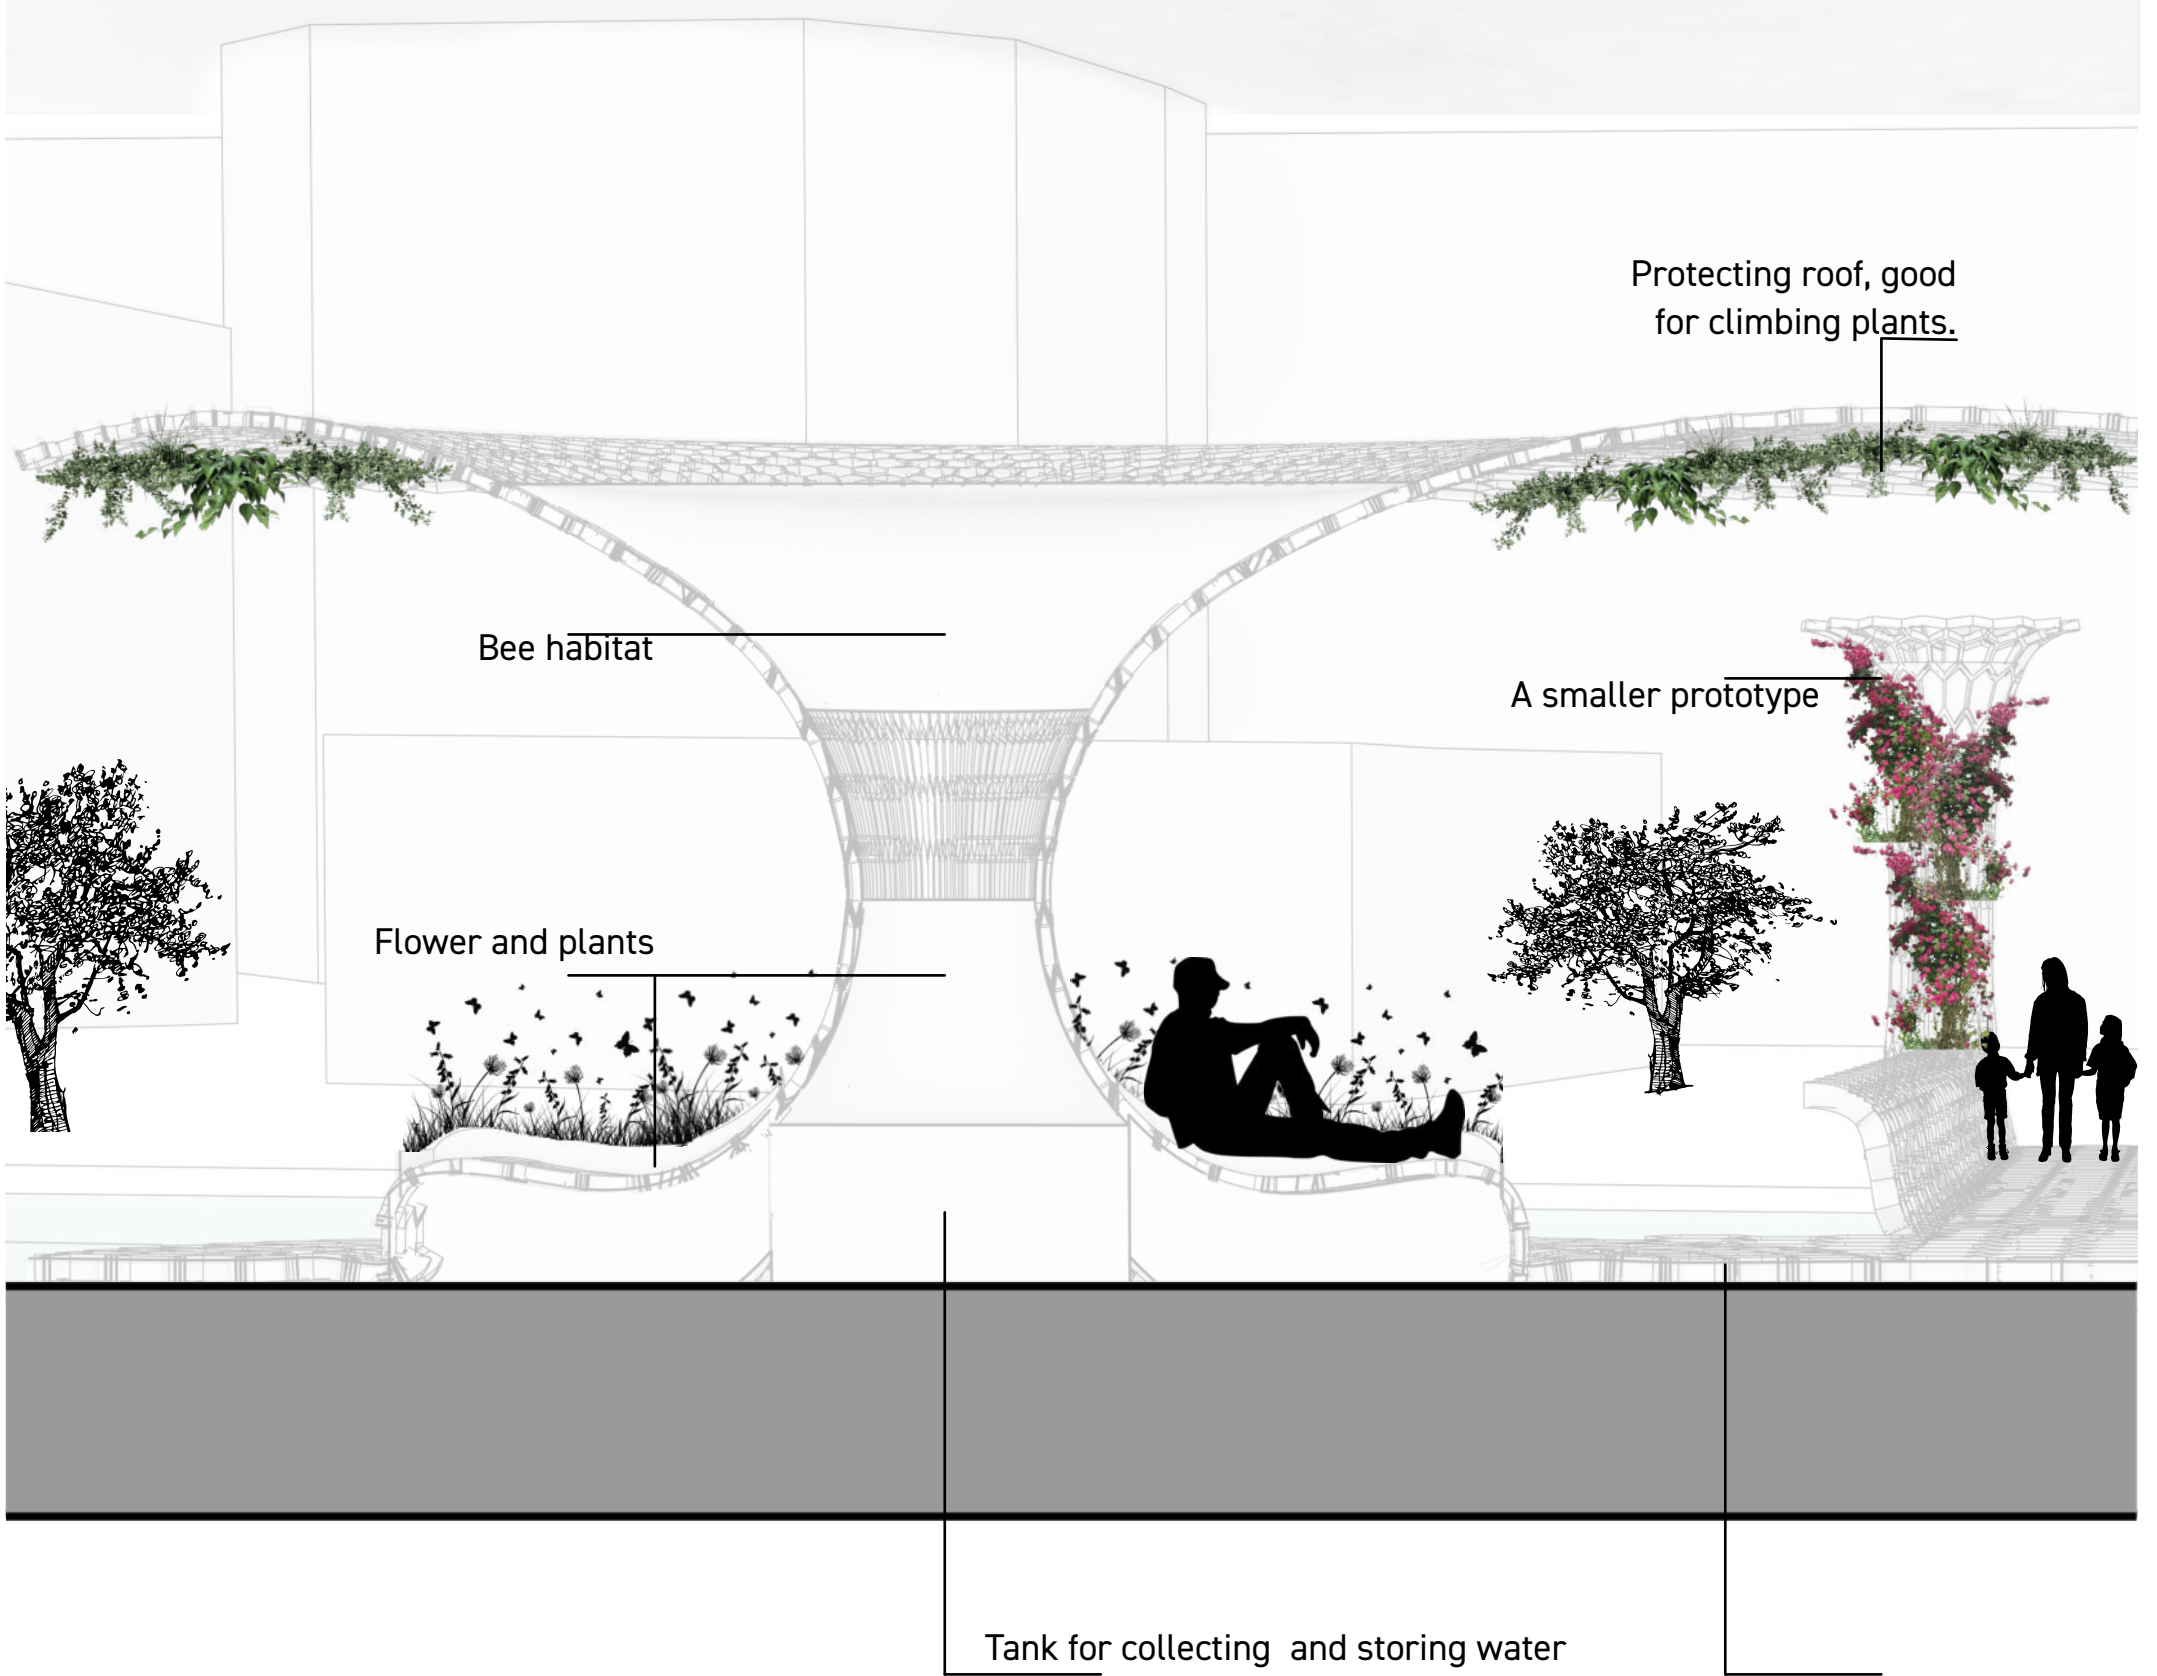 Protecting roof, good
for climbing plants.
Bee habitat
A smaller prototype
Flower and plants
Tank for collecting  and storing water